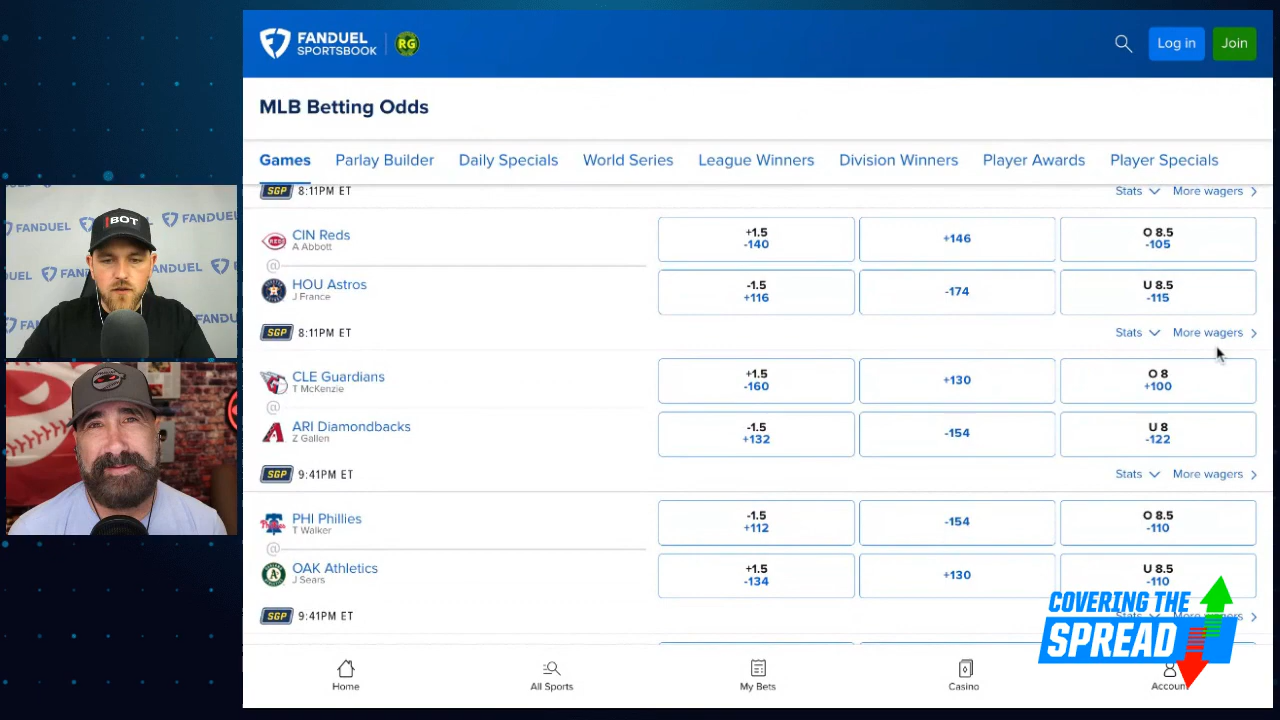 FANDUEL
SPORTSBOOK
RG
Log in
Join
MLB Betting Odds
Games
Parlay Builder
Daily Specials
World Series
League Winners
Division Winners
Player Awards
Player Specials
SGP 8:11PM ET
Stats
More wagers
CIN Reds
A Abbott
+1.5
-140
+146
O 8.5
-105
@
HOU Astros
J France
-1.5
+116
-174
U 8.5
-115
SGP 8:11PM ET
Stats
More wagers
CLE Guardians
T McKenzie
+1.5
-160
+130
O 8
+100
@
ARI Diamondbacks
Z Gallen
-1.5
+132
-154
U 8
-122
SGP 9:41PM ET
Stats
More wagers
PHI Phillies
T Walker
-1.5
+112
-154
O 8.5
-110
@
OAK Athletics
J Sears
+1.5
-134
+130
U 8.5
-110
SGP 9:41PM ET
Stats
More wagers
COVERING THE
SPREAD
Home
All Sports
My Bets
Casino
Account
BOT
FANDUEL
FANDUEL